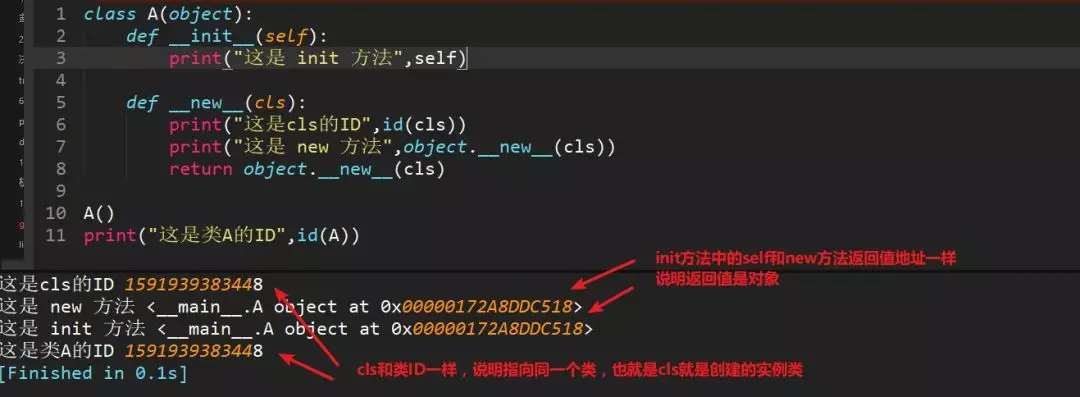 1 class A(object):
2 def __init__(self):
3 print("这是 init 方法",self)
4
5 def __new__(cls):
6 print("这是cls的ID",id(cls))
7 print("这是 new 方法",object.__new__(cls))
8 return object.__new__(cls)
9
10 A()
11 print("这是类A的ID",id(A))
init方法中的self和new方法返回值地址一样
说明返回值是对象
这是cls的ID 1591939383448
这是 new 方法 <__main__.A object at 0x00000172A8DDC518>
这是 init 方法 <__main__.A object at 0x00000172A8DDC518>
这是类A的ID 1591939383448
cls和类ID一样，说明指向同一个类，也就是cls就是创建的实例类
[Finished in 0.1s]